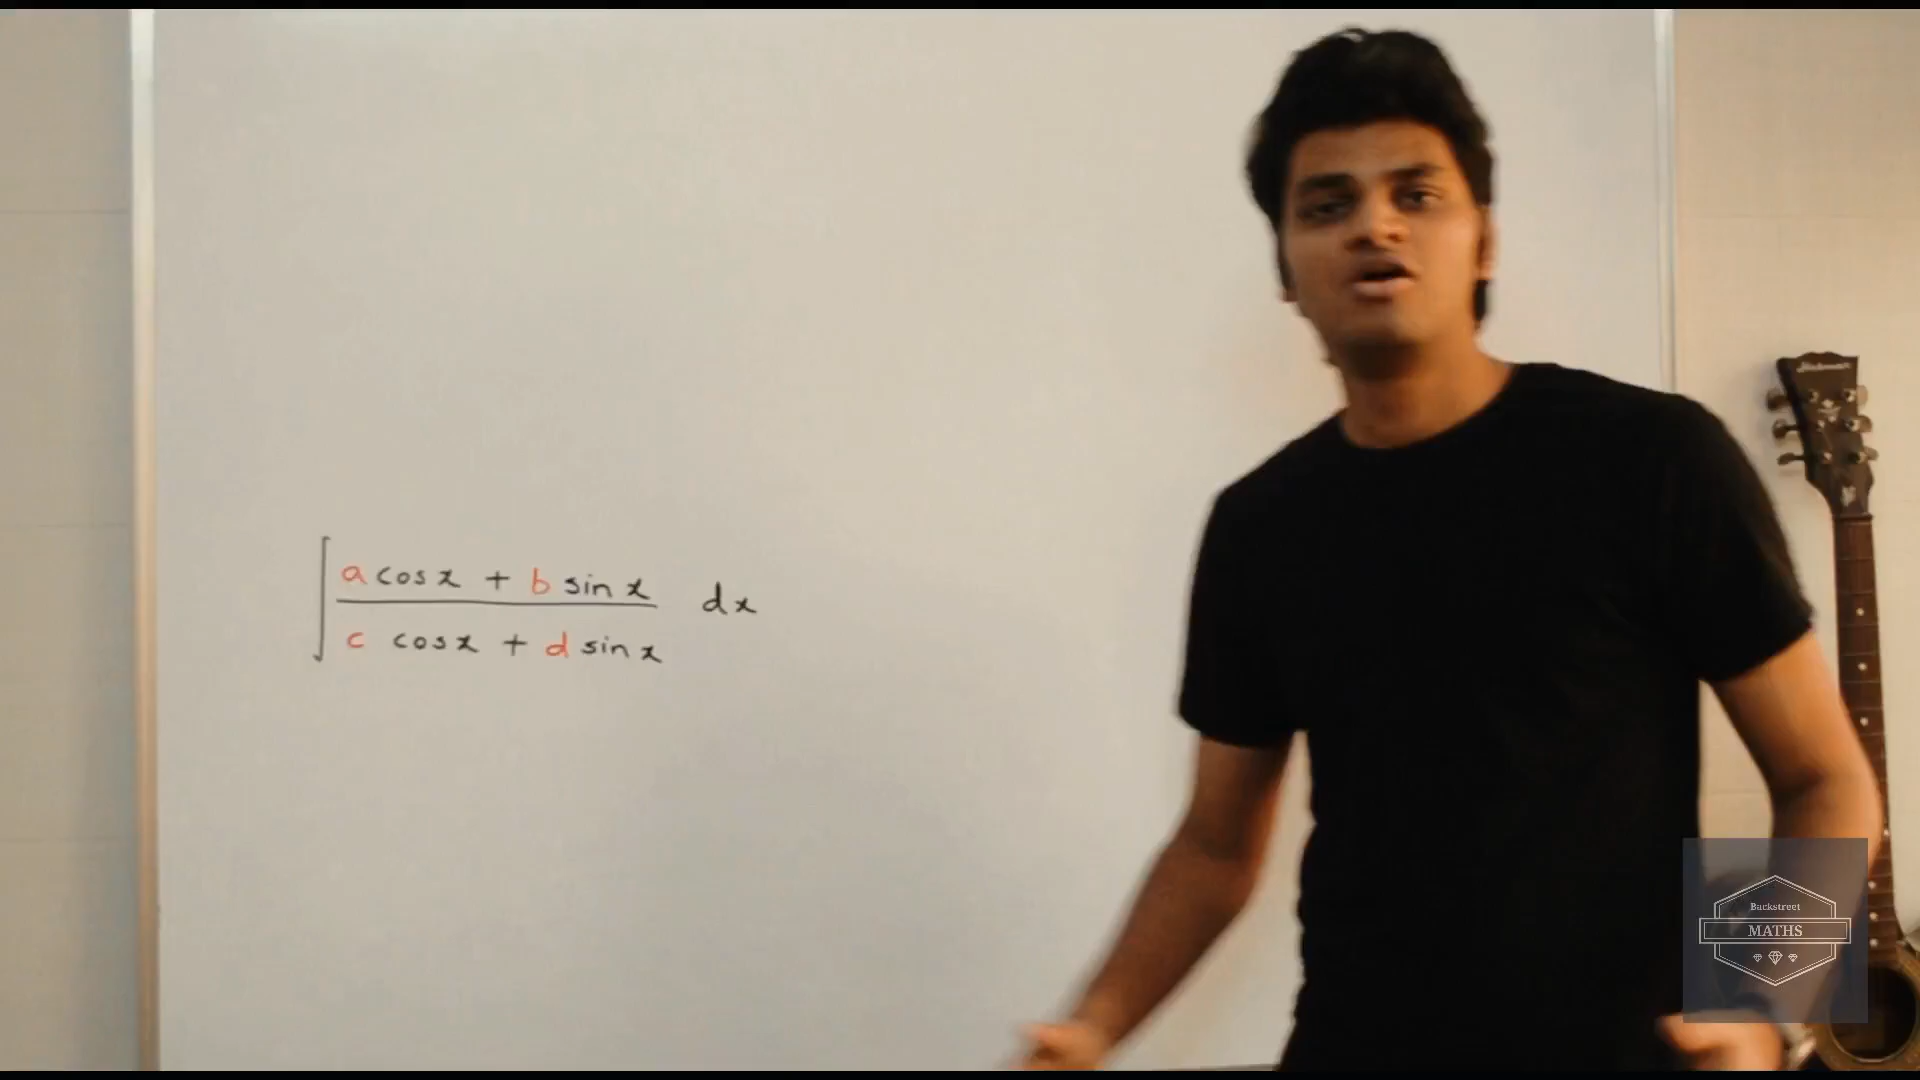 ∫ a cos x + b sin x dx
c cos x + d sin x
Backstreet
MATHS